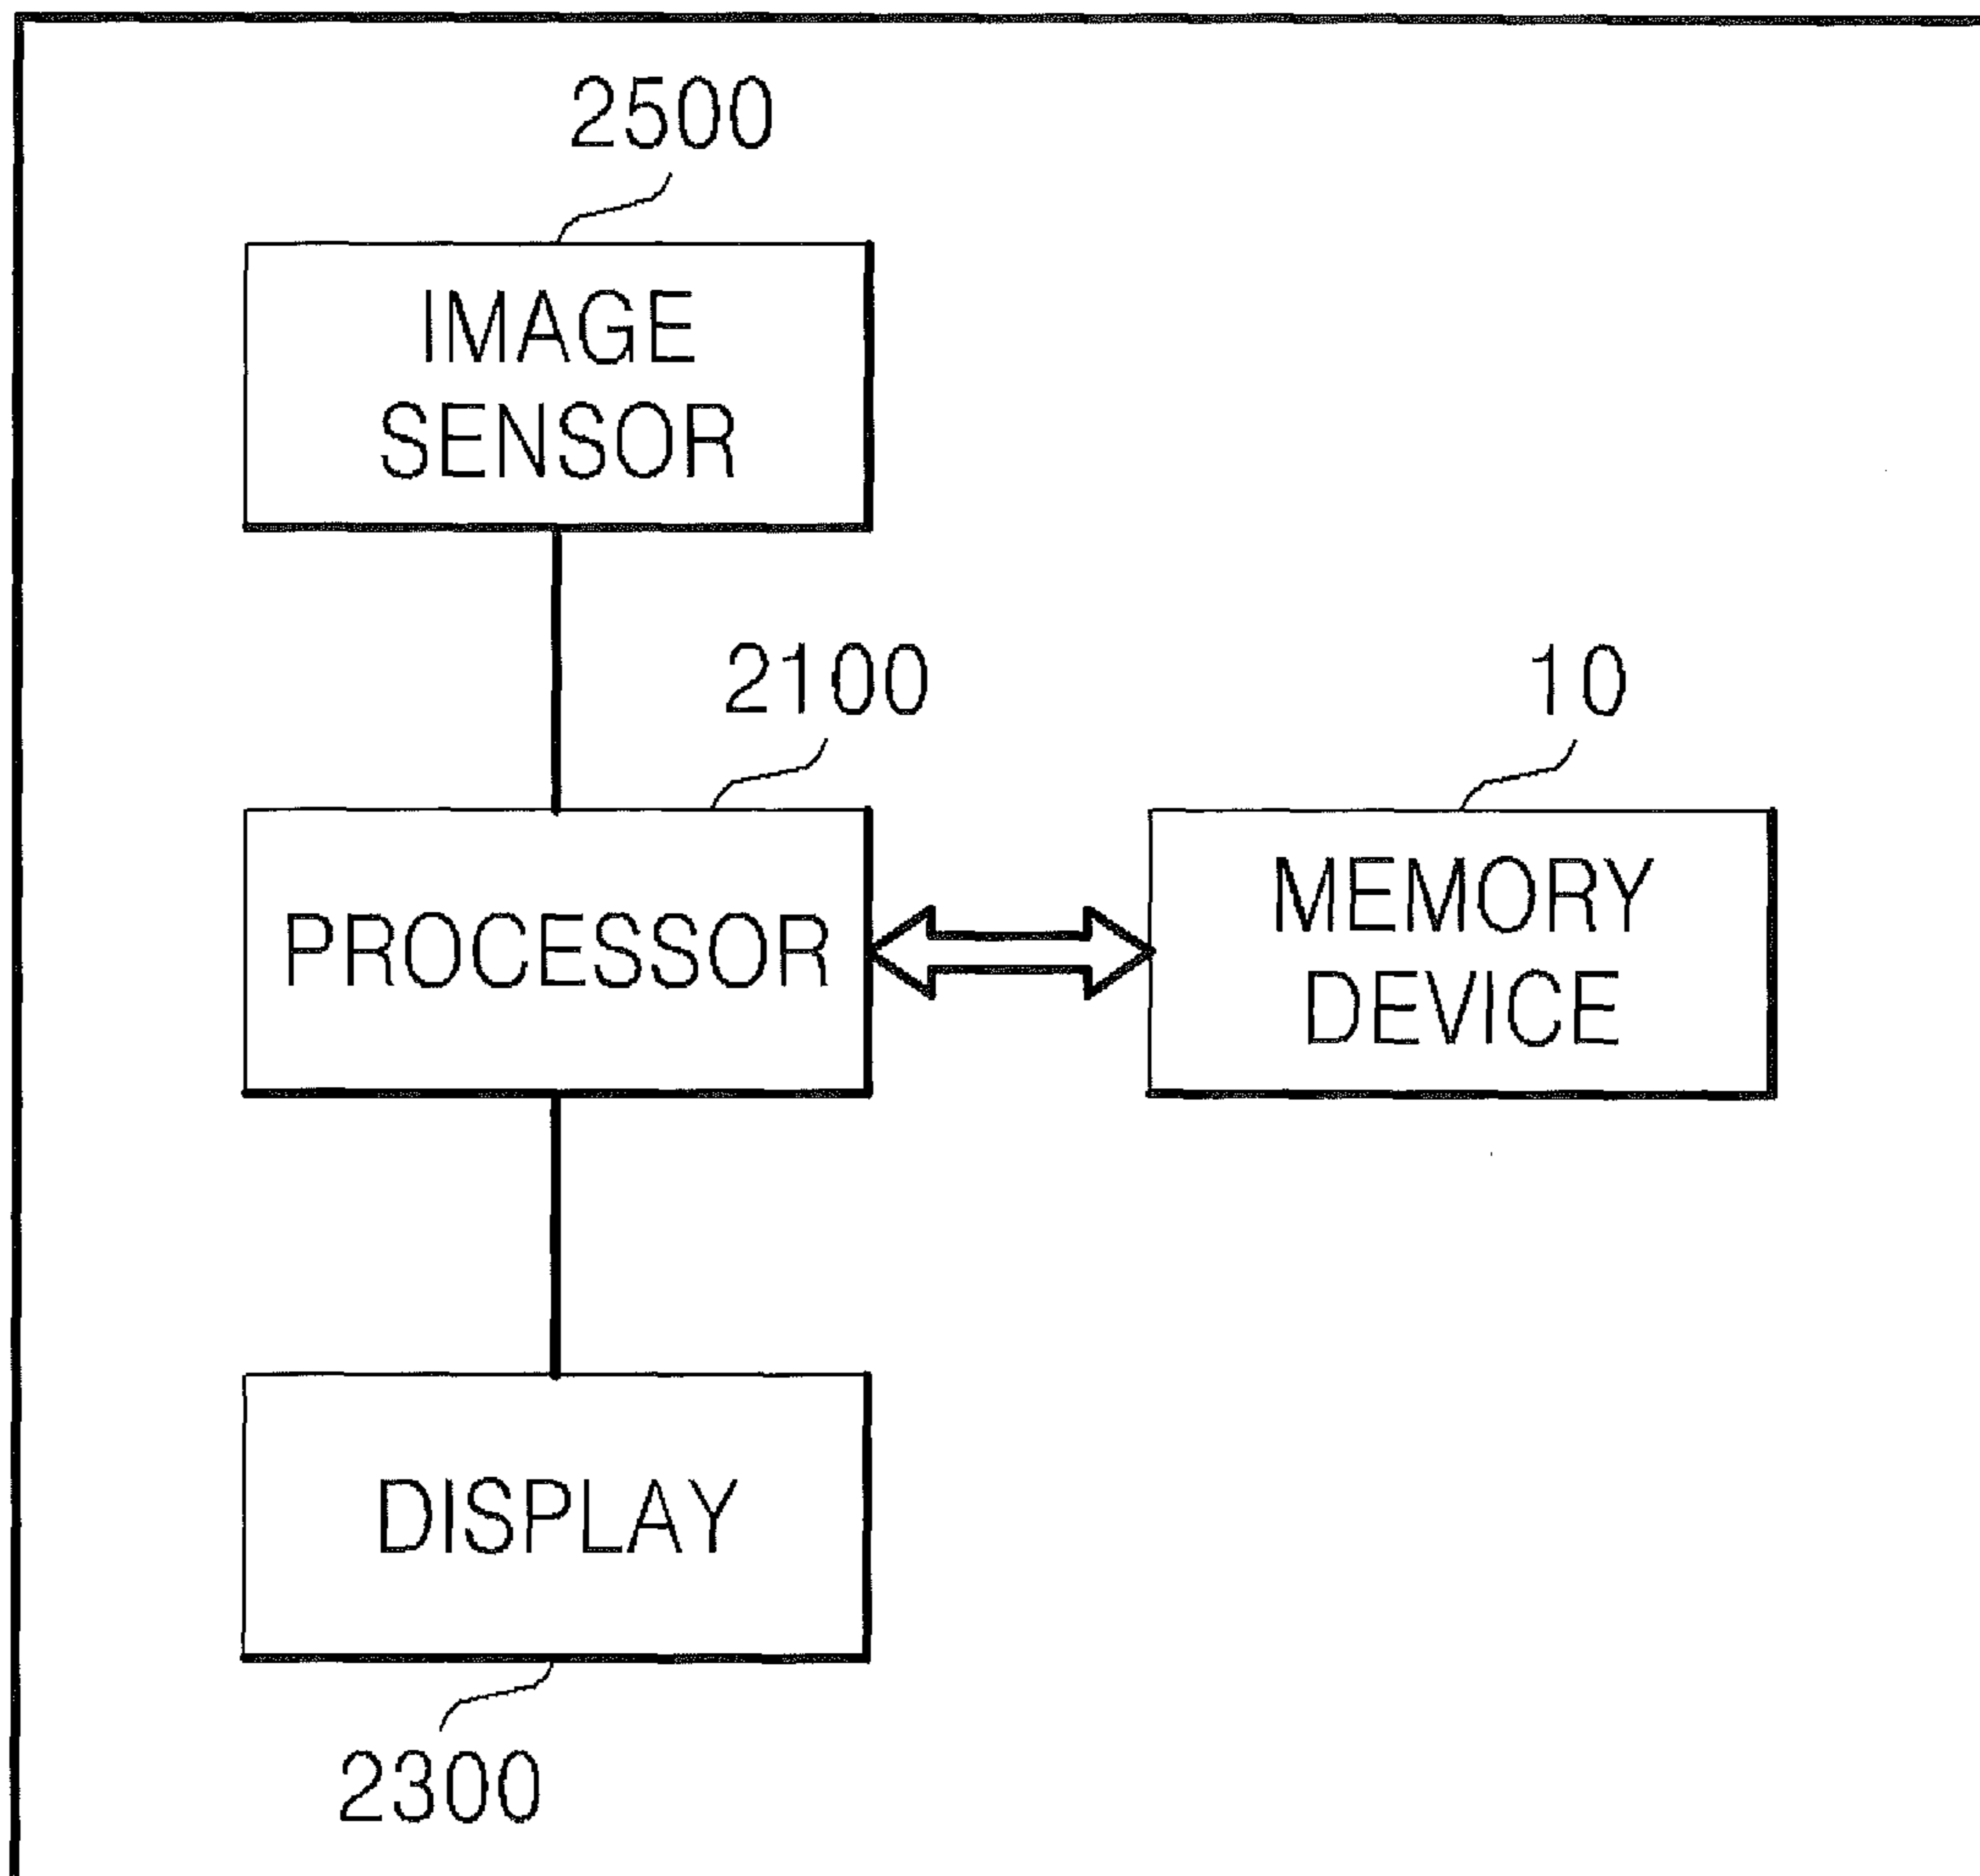 2500
IMAGE
SENSOR
2100
10
PROCESSOR
MEMORY
DEVICE
DISPLAY
2300